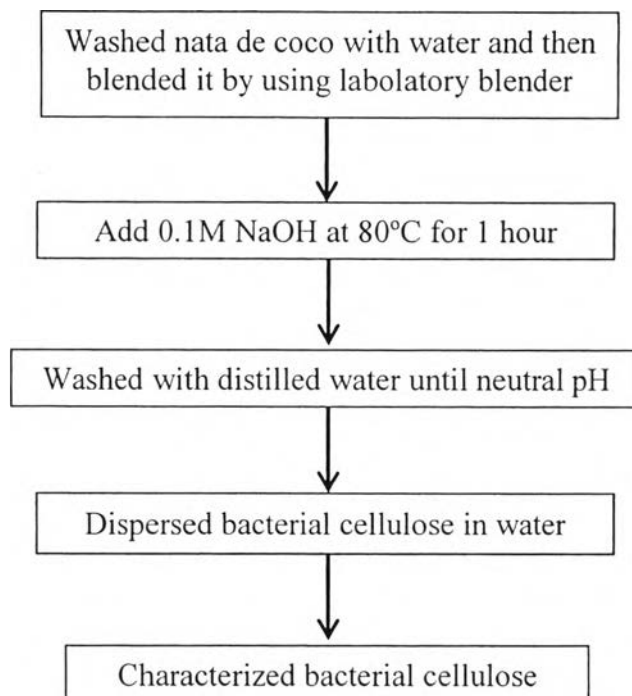 Washed nata de coco with water and then
blended it by using labolatory blender
Add 0.1M NaOH at 80ºC for 1 hour
Washed with distilled water until neutral pH
Dispersed bacterial cellulose in water
Characterized bacterial cellulose